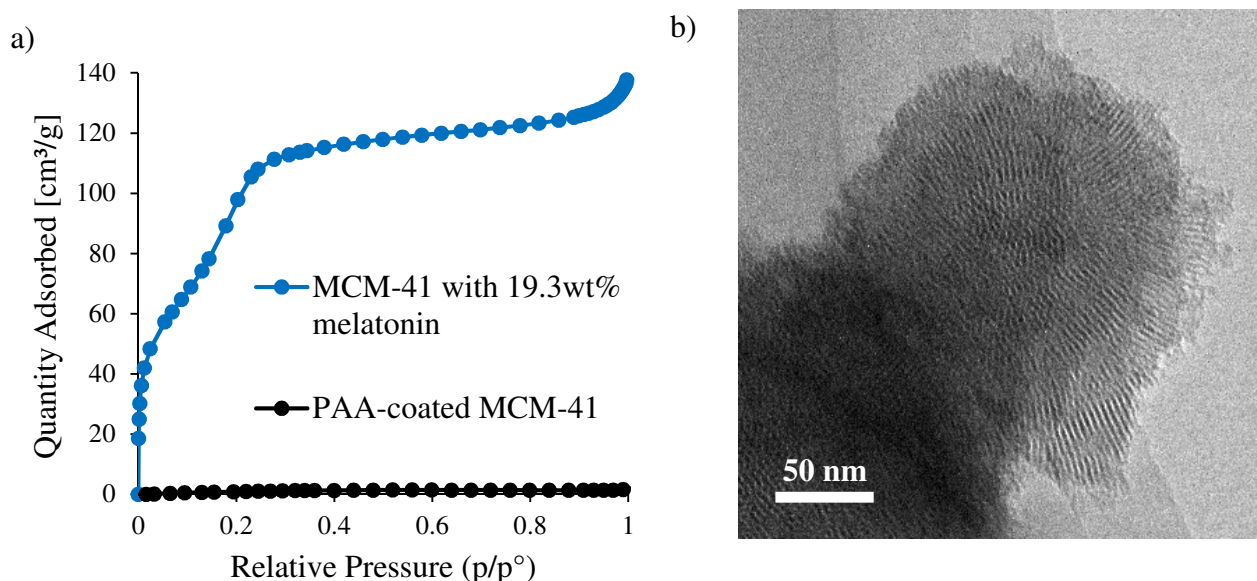 a)
Quantity Adsorbed [cm³/g]
140
120
100
80
60
40
20
0
MCM-41 with 19.3wt%
melatonin
PAA-coated MCM-41
0
0.2
0.4
0.6
0.8
1
Relative Pressure (p/p°)
b)
50 nm